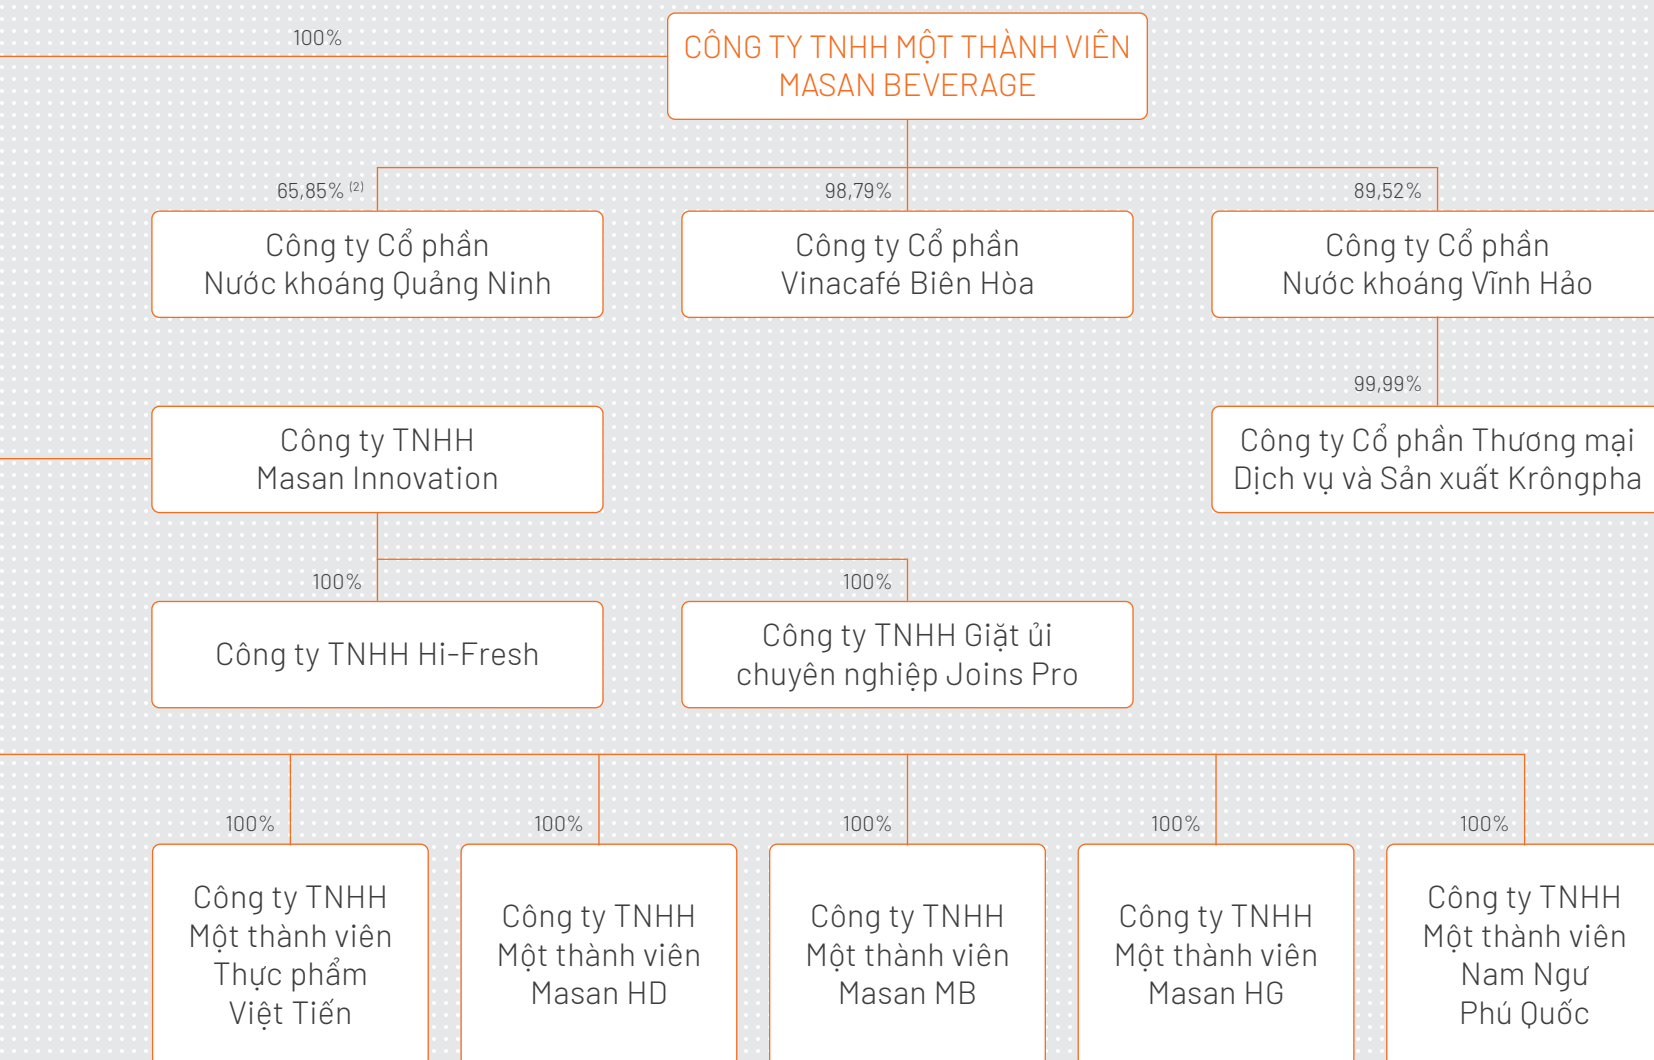 100%
CÔNG TY TNHH MỘT THÀNH VIÊN
MASAN BEVERAGE
65,85% (2)
98,79%
89,52%
Công ty Cổ phần
Nước khoáng Quảng Ninh
Công ty Cổ phần
Vinacafé Biên Hòa
Công ty Cổ phần
Nước khoáng Vĩnh Hảo
99,99%
Công ty TNHH
Masan Innovation
Công ty Cổ phần Thương mại
Dịch vụ và Sản xuất Krôngpha
100%
100%
Công ty TNHH Hi-Fresh
Công ty TNHH Giặt ủi
chuyên nghiệp Joins Pro
100%
100%
100%
100%
100%
Công ty TNHH
Một thành viên
Thực phẩm
Việt Tiến
Công ty TNHH
Một thành viên
Masan HD
Công ty TNHH
Một thành viên
Masan MB
Công ty TNHH
Một thành viên
Masan HG
Công ty TNHH
Một thành viên
Nam Ngư
Phú Quốc